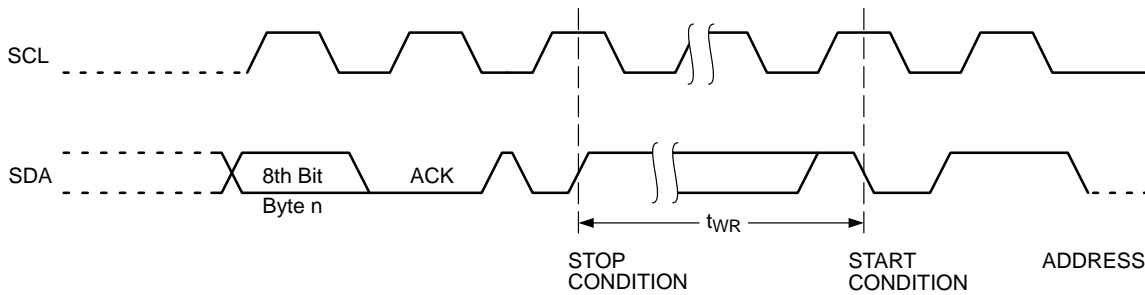 SCL
SDA
8th Bit
Byte n
ACK
tWR
STOP
CONDITION
START
CONDITION
ADDRESS